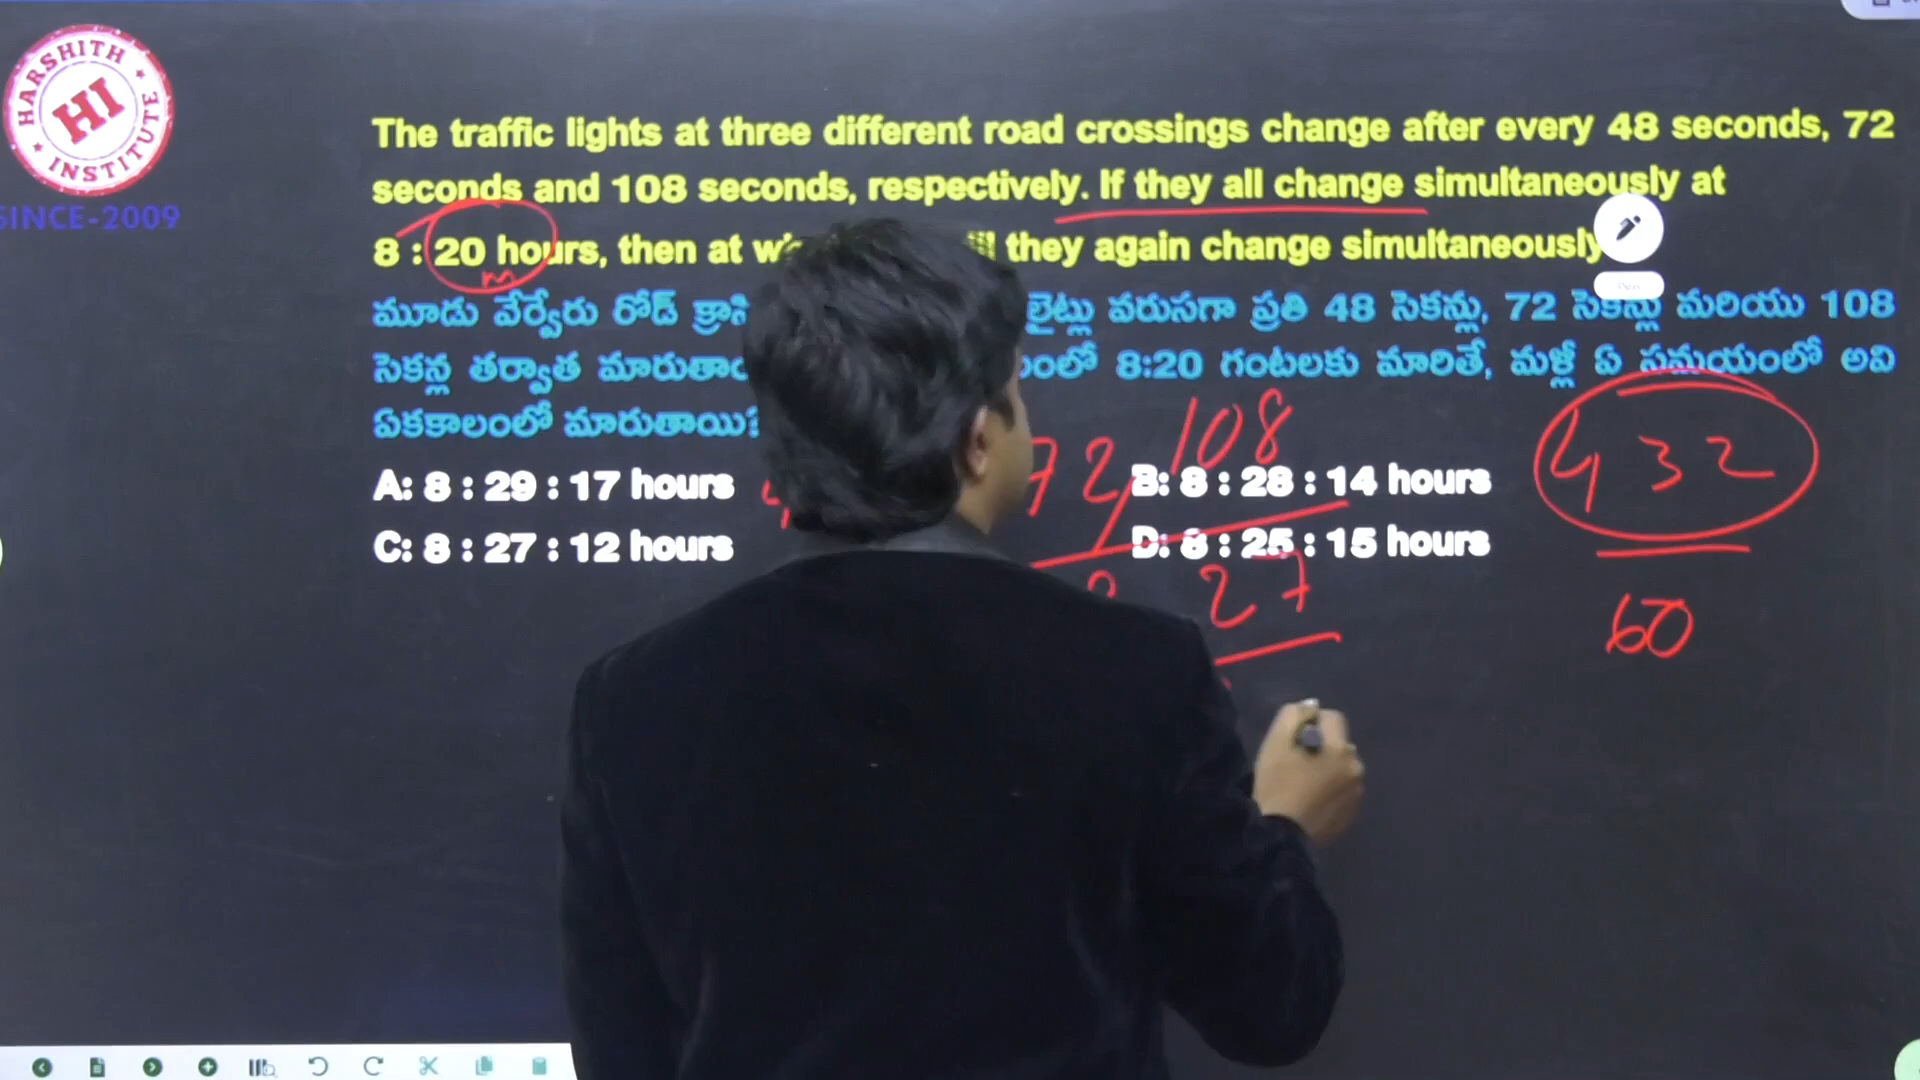 HARSHITH
HI
INSTITUTE
SINCE-2009
The traffic lights at three different road crossings change after every 48 seconds, 72
seconds and 108 seconds, respectively. If they all change simultaneously at
8 : 20 hours, then at they again change simultaneously
m
మూడు వేర్వేరు రోడ్ లైట్లు వరుసగా ప్రతి 48 సెకన్లు, 72 సెకన్లు మరియు 108
సెకన్ల తర్వాత 8:20 గంటలకు మారితే, మళ్లీ ఏ సమయంలో అవి
ఏకకాలంలో మారుతాయి?
72 108
432
A: 8 : 29 : 17 hours
B: 8 : 28 : 14 hours
C: 8 : 27 : 12 hours
D: 8 : 25 : 15 hours
27
60